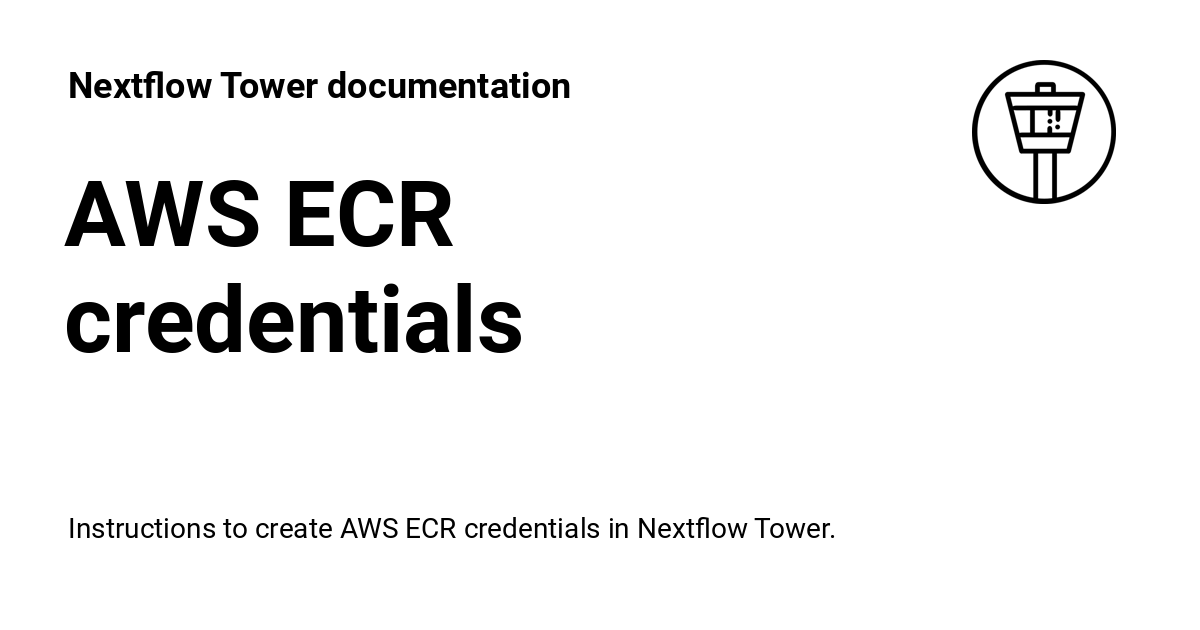 Nextflow Tower documentation
AWS ECR
credentials
Instructions to create AWS ECR credentials in Nextflow Tower.